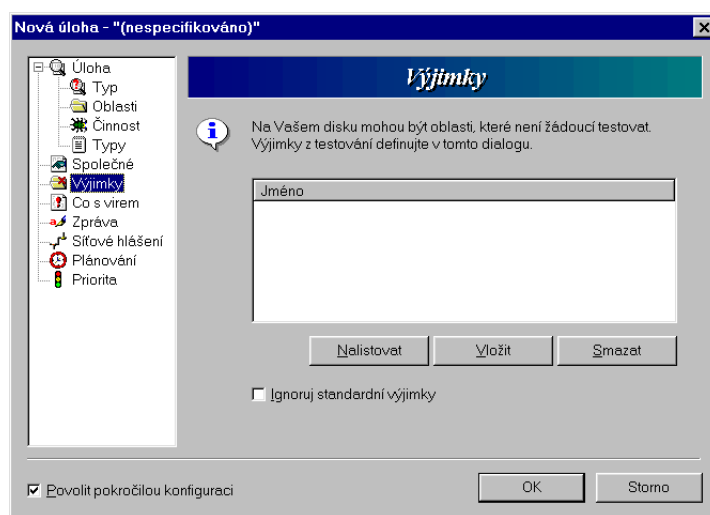 Nová úloha - "(nespecifikováno)"
Úloha
Typ
Oblasti
Činnost
Typy
Společné
Výjimky
Co s virem
Zpráva
Síťové hlášení
Plánování
Priorita
Výjimky
Na Vašem disku mohou být oblasti, které není žádoucí testovat.
Výjimky z testování definujte v tomto dialogu.
Jméno
Nalistovat
Vložit
Smazat
Ignoruj standardní výjimky
Povolit pokročilou konfiguraci
OK
Storno